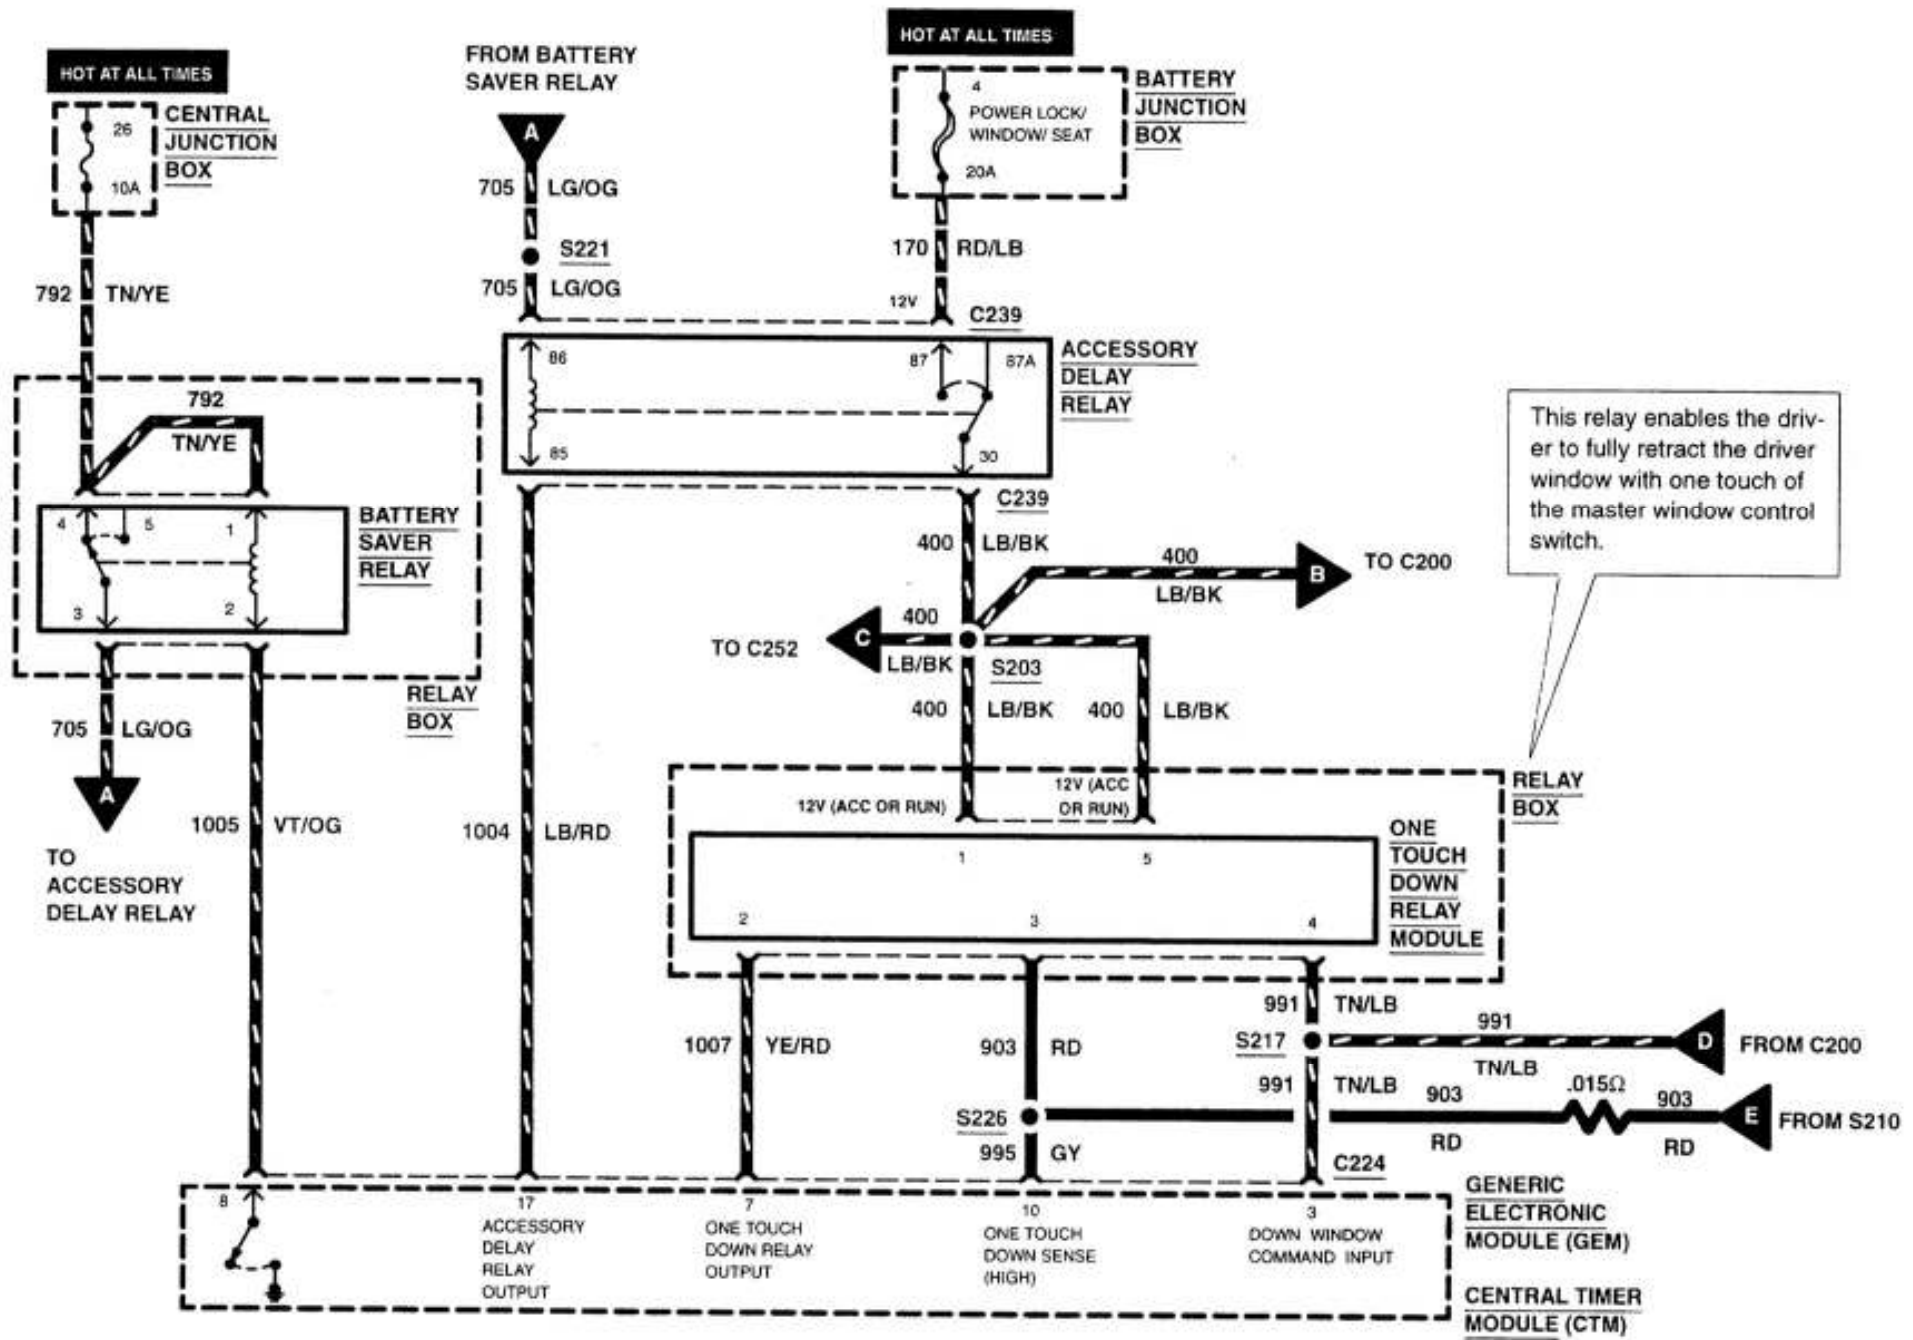 HOT AT ALL TIMES
26
10A
CENTRAL
JUNCTION
BOX
792 TN/YE
792
TN/YE
4 5 1
3 2
BATTERY
SAVER
RELAY
RELAY
BOX
705 LG/OG
A
TO
ACCESSORY
DELAY RELAY
1005 VT/OG
FROM BATTERY
SAVER RELAY
A
705 LG/OG
S221
705 LG/OG
HOT AT ALL TIMES
4
POWER LOCK/
WINDOW/ SEAT
20A
BATTERY
JUNCTION
BOX
170 RD/LB
12V
C239
86 87 87A
85 30
ACCESSORY
DELAY
RELAY
C239
400 LB/BK
400
LB/BK
B
TO C200
TO C252
C
400
LB/BK
S203
400 LB/BK
400 LB/BK
1004 LB/RD
This relay enables the driv-
er to fully retract the driver
window with one touch of
the master window control
switch.
RELAY
BOX
12V (ACC OR RUN)
12V (ACC
OR RUN)
1 5
2 3 4
ONE
TOUCH
DOWN
RELAY
MODULE
1007 YE/RD
903 RD
991 TN/LB
S217
991
TN/LB
D
FROM C200
991 TN/LB
S226
903
RD
.015Ω
903
RD
E
FROM S210
995 GY
C224
8
17
ACCESSORY
DELAY
RELAY
OUTPUT
7
ONE TOUCH
DOWN RELAY
OUTPUT
10
ONE TOUCH
DOWN SENSE
(HIGH)
3
DOWN WINDOW
COMMAND INPUT
GENERIC
ELECTRONIC
MODULE (GEM)
CENTRAL TIMER
MODULE (CTM)